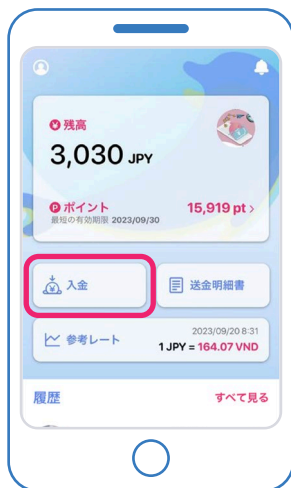 残高
3,030 JPY
ポイント
最短の有効期限 2023/09/30
15,919 pt
入金
送金明細書
参考レート
2023/09/20 8:31
1 JPY = 164.07 VND
履歴
すべて見る